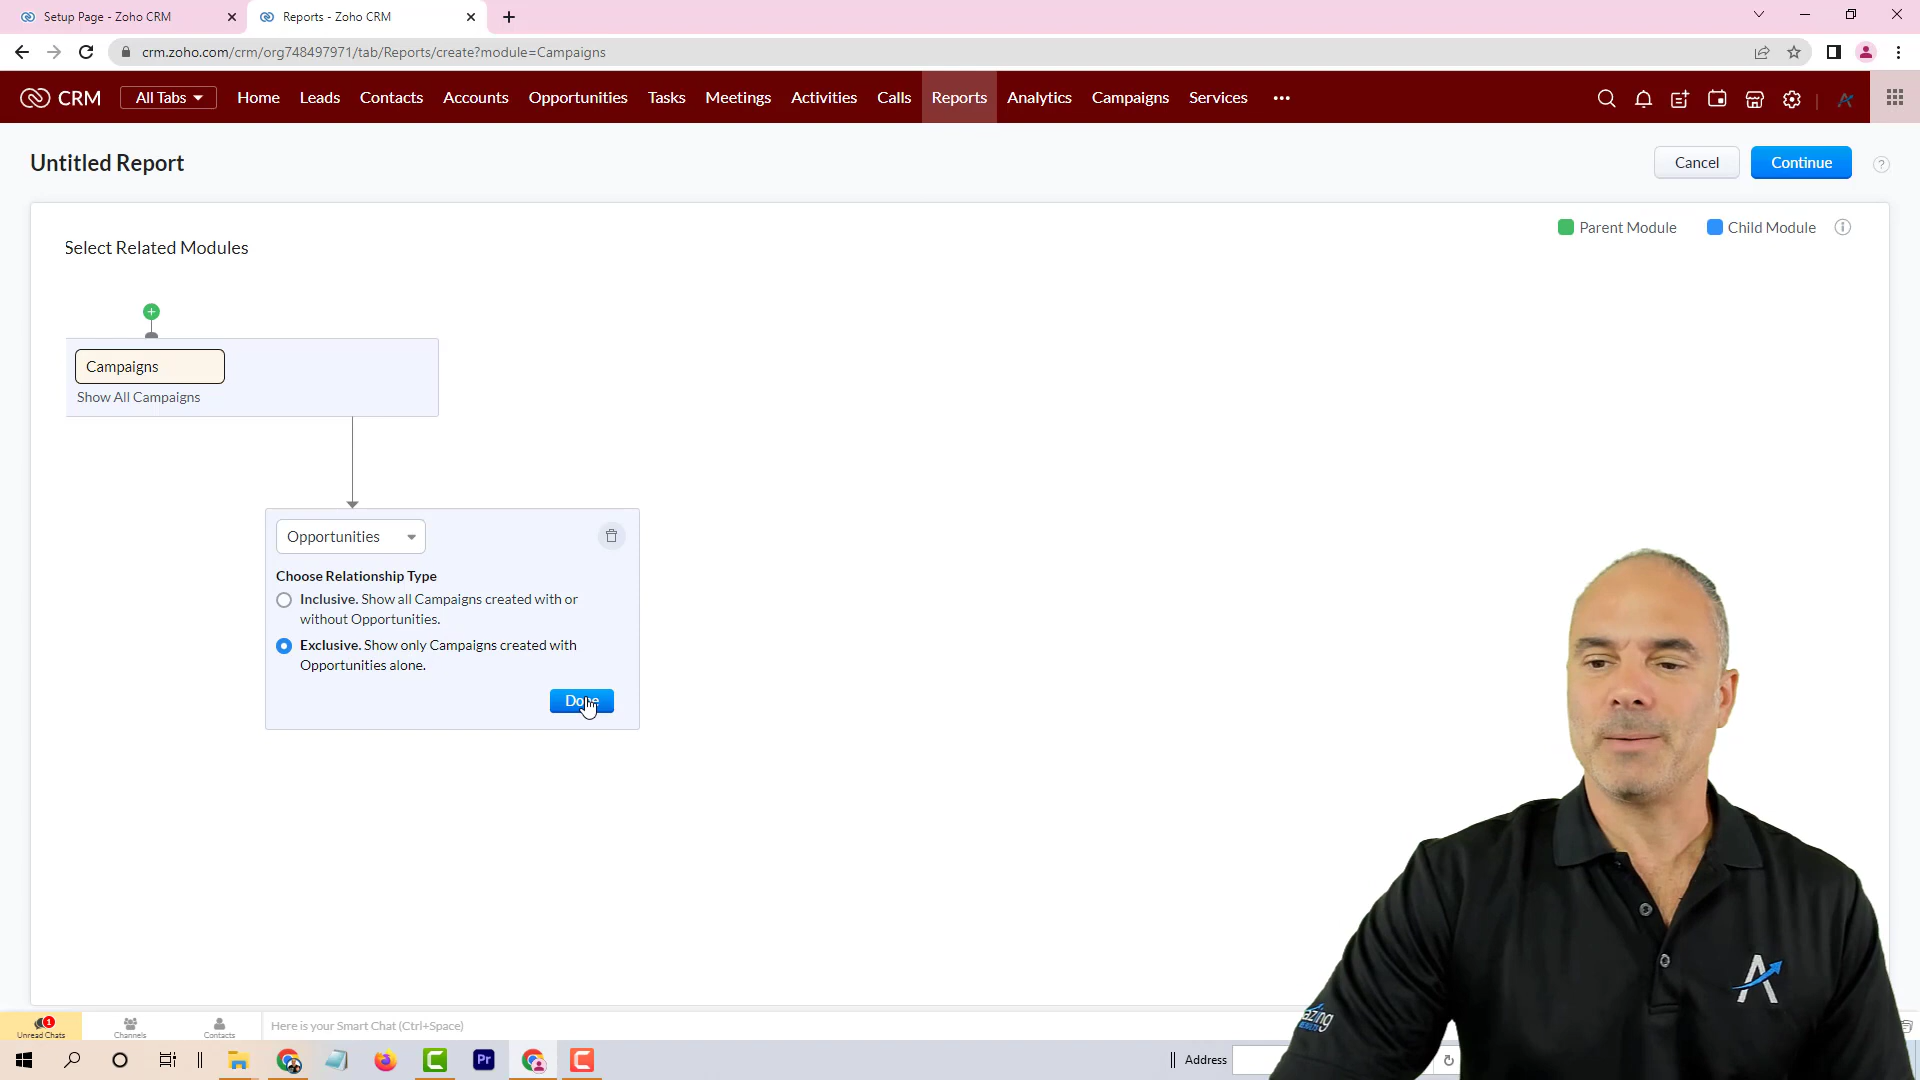 Setup Page - Zoho CRM
Reports - Zoho CRM
crm.zoho.com/crm/org748497971/tab/Reports/create?module=Campaigns
CRM
All Tabs
Home
Leads
Contacts
Accounts
Opportunities
Tasks
Meetings
Activities
Calls
Reports
Analytics
Campaigns
Services
Untitled Report
Cancel
Continue
?
Parent Module
Child Module
Select Related Modules
Campaigns
Show All Campaigns
Opportunities
Choose Relationship Type
Inclusive. Show all Campaigns created with or
without Opportunities.
Exclusive. Show only Campaigns created with
Opportunities alone.
Done
1
Unread Chats
Channels
Contacts
Here is your Smart Chat (Ctrl+Space)
Pr
Address